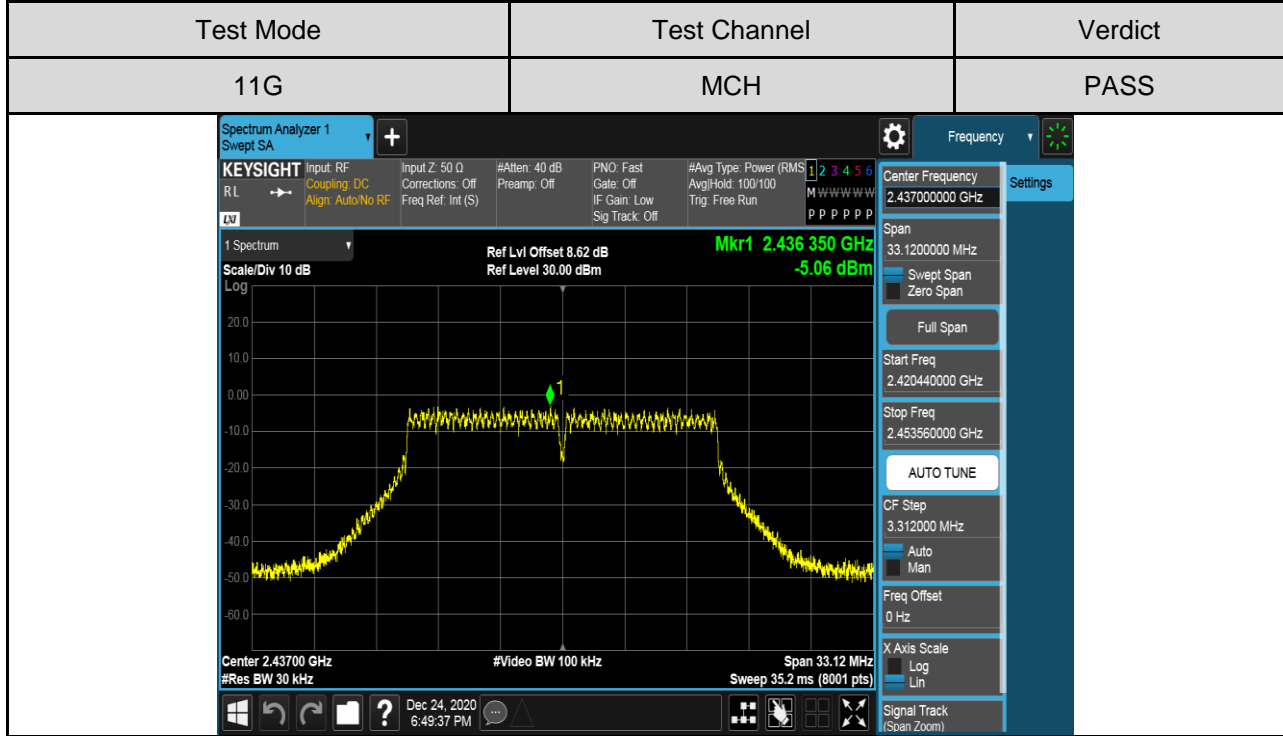 Test Mode Test Channel Verdict
11G MCH PASS
Spectrum Analyzer 1
Swept SA
+
Frequency
KEYSIGHT
RL
LXI
Input: RF
Coupling: DC
Align: Auto/No RF
Input Z: 50 Ω
Corrections: Off
Freq Ref: Int (S)
#Atten: 40 dB
Preamp: Off
PNO: Fast
Gate: Off
IF Gain: Low
Sig Track: Off
#Avg Type: Power (RMS
Avg|Hold: 100/100
Trig: Free Run
1 2 3 4 5 6
M W W W W W
P P P P P P
1 Spectrum
Scale/Div 10 dB
Log
Ref Lvl Offset 8.62 dB
Ref Level 30.00 dBm
Mkr1 2.436 350 GHz
-5.06 dBm
20.0
10.0
0.00
-10.0
-20.0
-30.0
-40.0
-50.0
-60.0
1
Center 2.43700 GHz
#Res BW 30 kHz
#Video BW 100 kHz
Span 33.12 MHz
Sweep 35.2 ms (8001 pts)
Center Frequency
2.437000000 GHz
Settings
Span
33.1200000 MHz
Swept Span
Zero Span
Full Span
Start Freq
2.420440000 GHz
Stop Freq
2.453560000 GHz
AUTO TUNE
CF Step
3.312000 MHz
Auto
Man
Freq Offset
0 Hz
X Axis Scale
Log
Lin
Signal Track
(Span Zoom)
?
Dec 24, 2020
6:49:37 PM